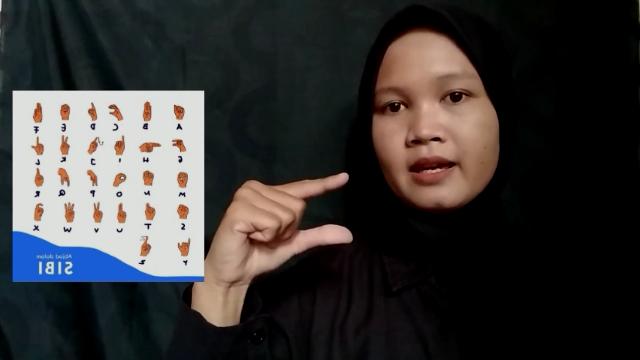 A B C D E F
G H I J K L
M N O P Q R
S T U V W X
Y Z
Abjad dalam
SIBI